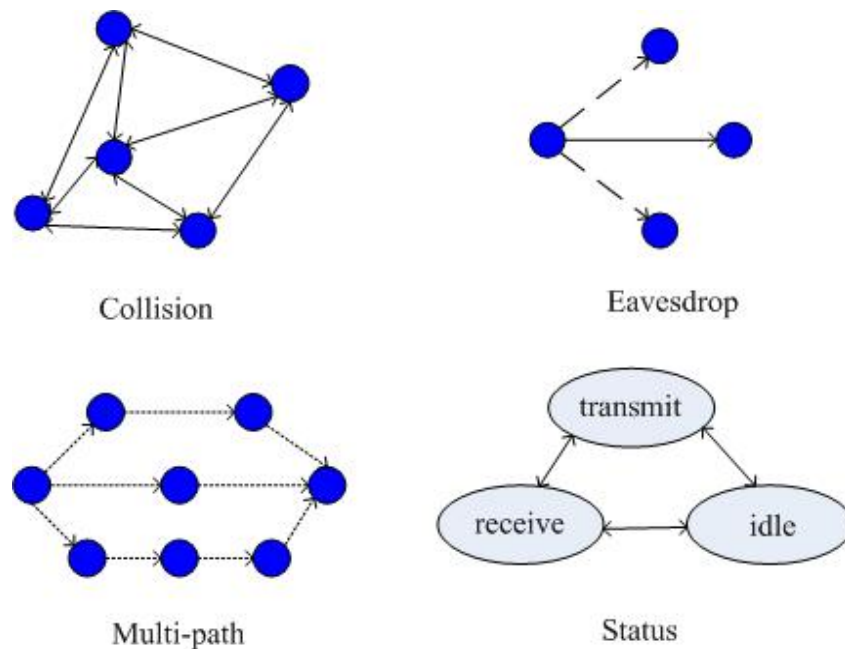 Collision
Eavesdrop
transmit
receive
idle
Multi-path
Status